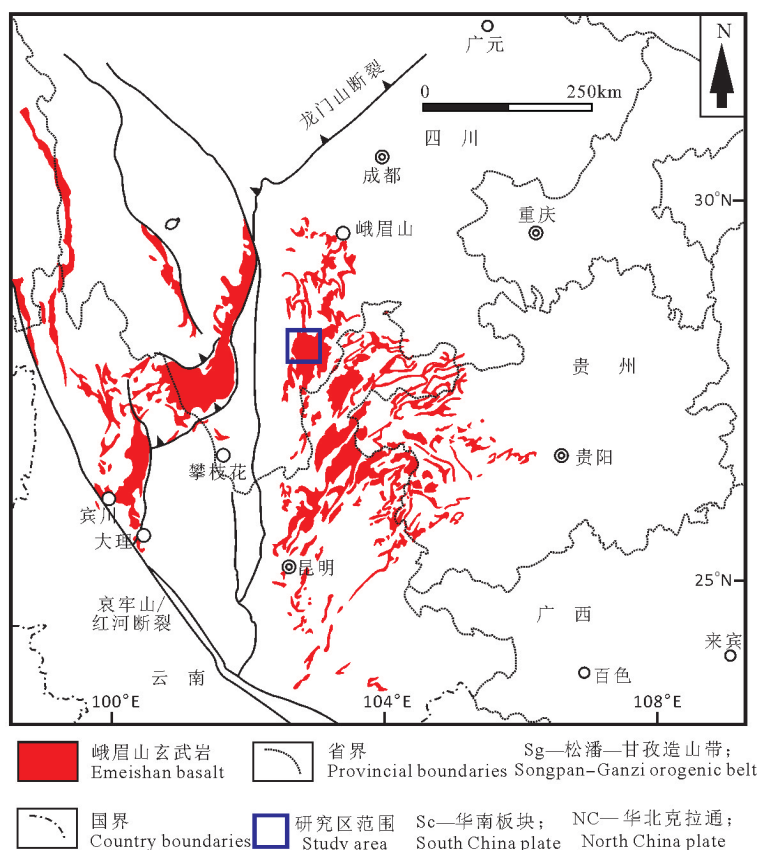 广元
N
龙门山断裂
0
250km
四 川
成都
30°N
重庆
峨眉山
贵 州
攀枝花
贵阳
宾川
大理
昆明
25°N
哀牢山/
红河断裂
广 西
来宾
云 南
百色
100°E
104°E
108°E
峨眉山玄武岩
Emeishan basalt
省界
Provincial boundaries
Sg—松潘—甘孜造山带；
Songpan-Ganzi orogenic belt
国界
Country boundaries
研究区范围
Study area
Sc—华南板块；
South China plate
NC—华北克拉通；
North China plate